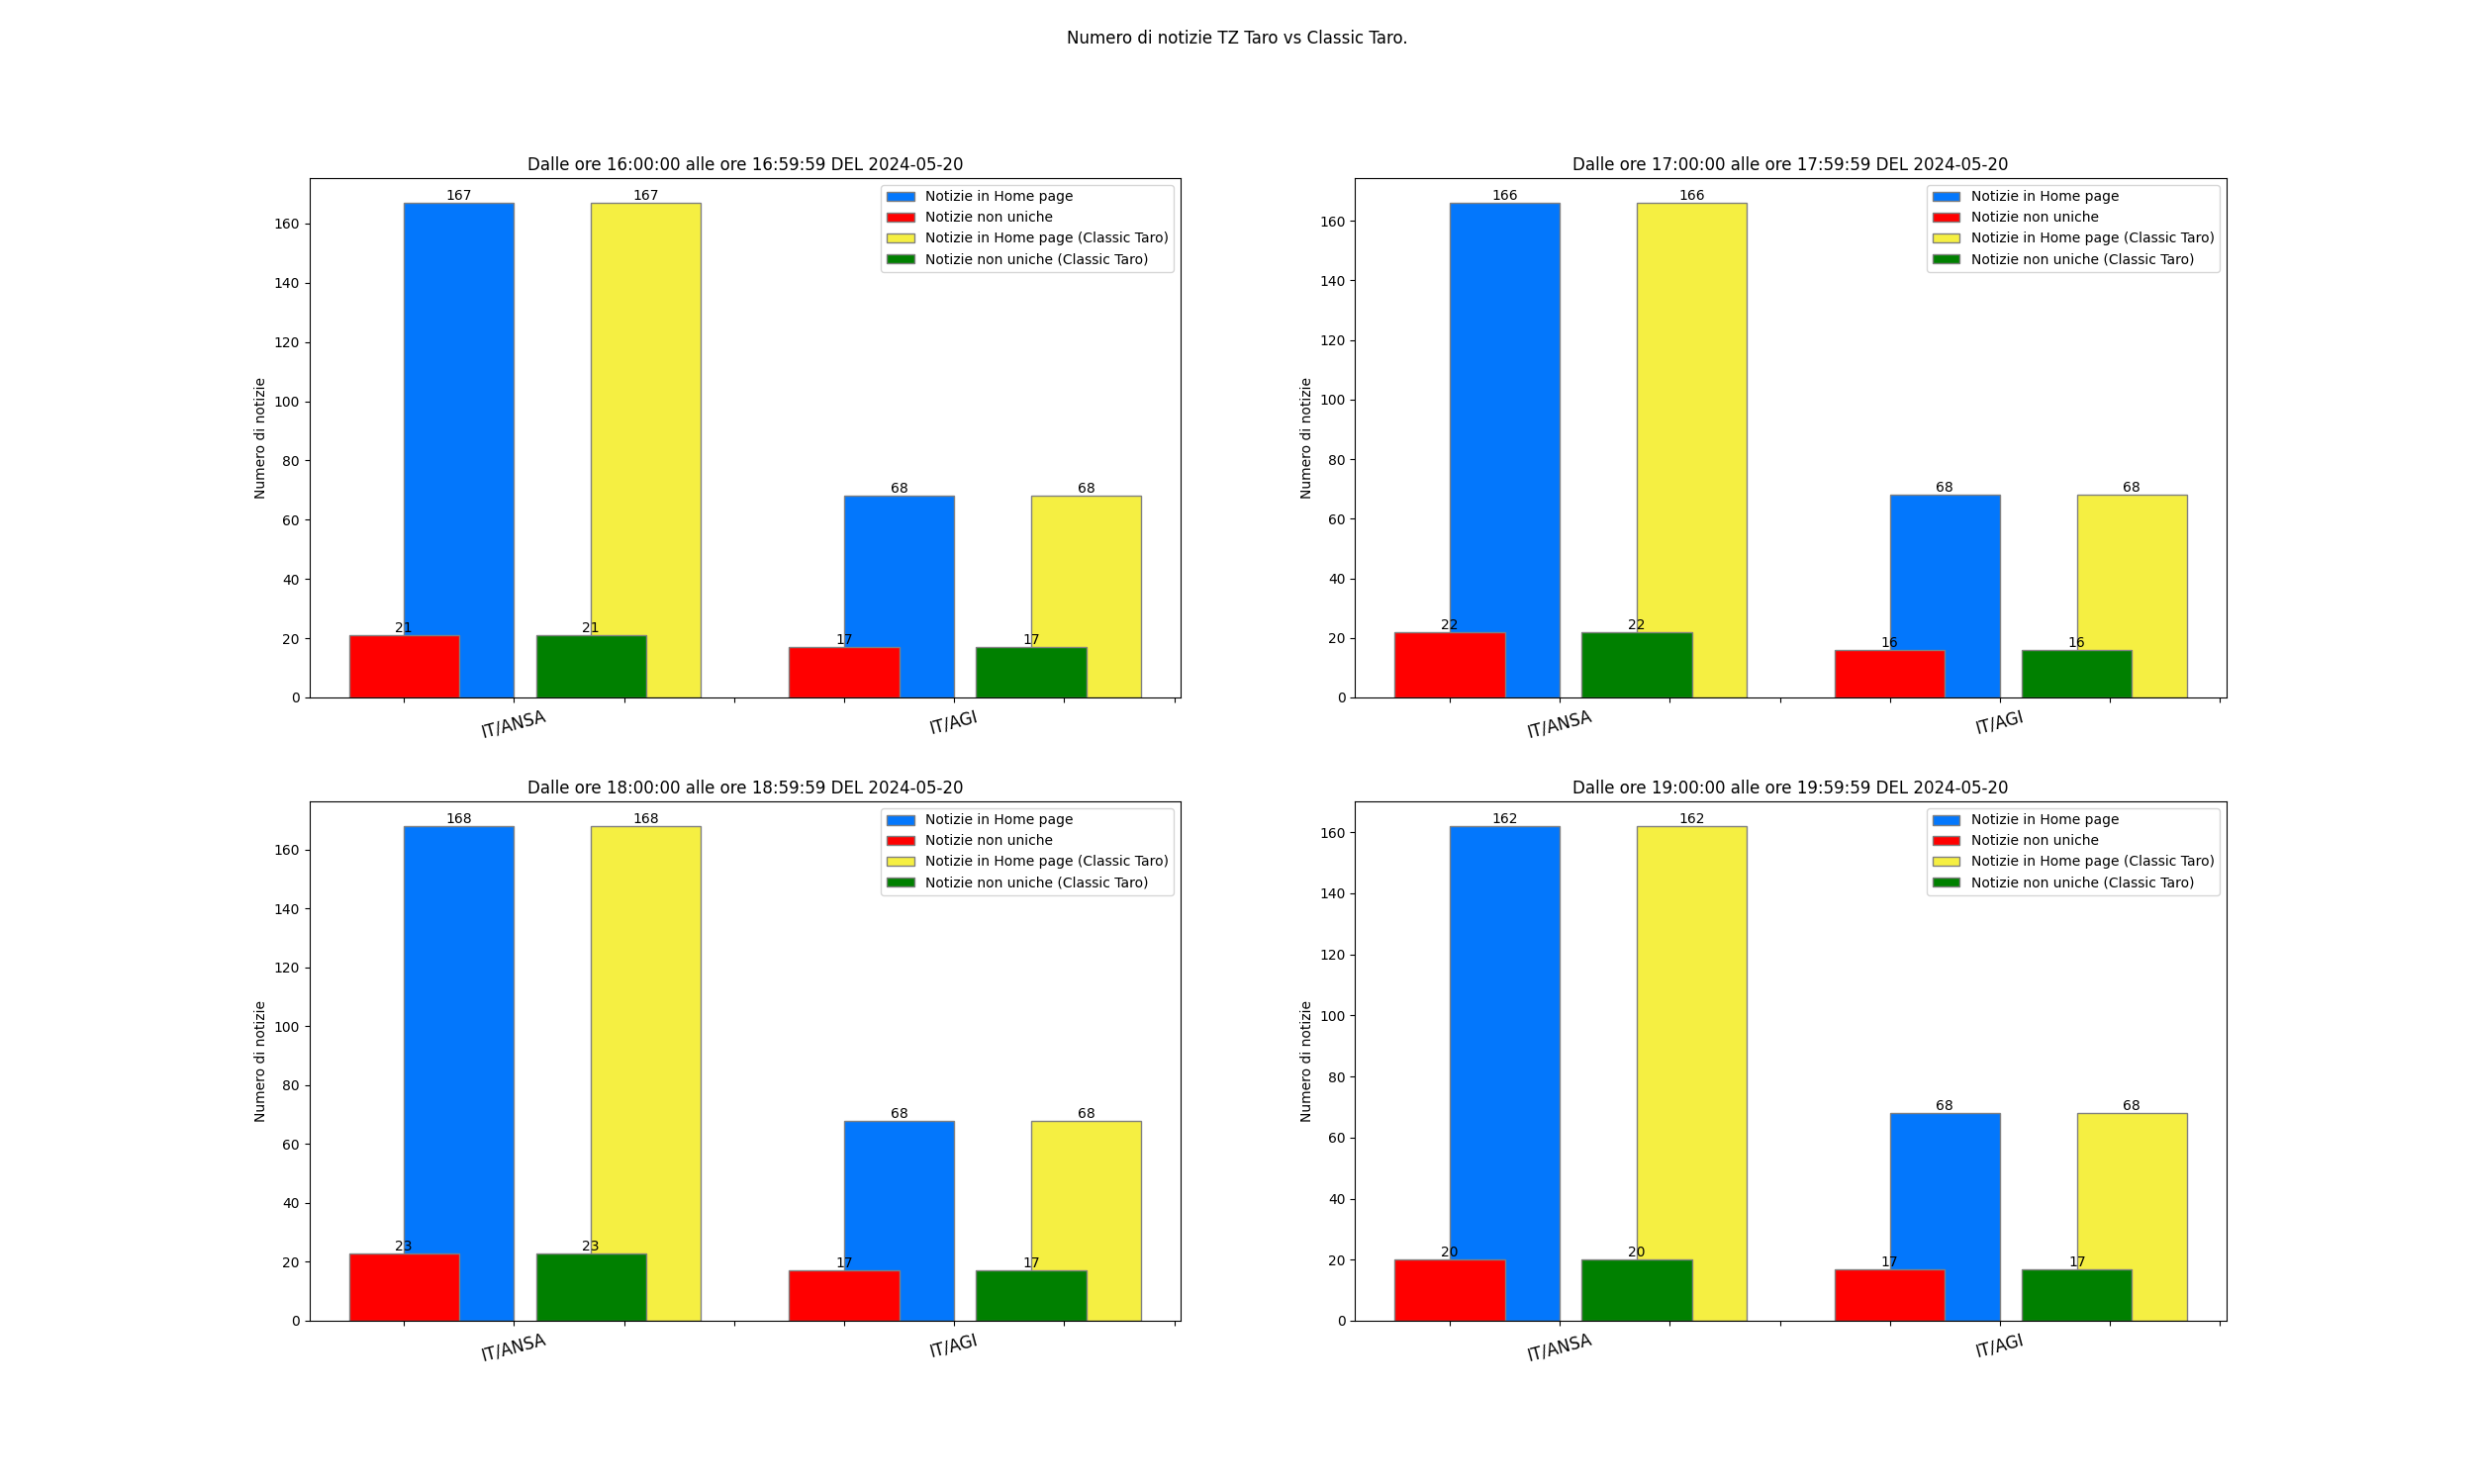 Numero di notizie TZ Taro vs Classic Taro.
Dalle ore 16:00:00 alle ore 16:59:59 DEL 2024-05-20
Numero di notizie
160
140
120
100
80
60
40
20
0
167
167
68
68
21
21
17
17
Notizie in Home page
Notizie non uniche
Notizie in Home page (Classic Taro)
Notizie non uniche (Classic Taro)
IT/ANSA
IT/AGI
Dalle ore 17:00:00 alle ore 17:59:59 DEL 2024-05-20
Numero di notizie
160
140
120
100
80
60
40
20
0
166
166
68
68
22
22
16
16
Notizie in Home page
Notizie non uniche
Notizie in Home page (Classic Taro)
Notizie non uniche (Classic Taro)
IT/ANSA
IT/AGI
Dalle ore 18:00:00 alle ore 18:59:59 DEL 2024-05-20
Numero di notizie
160
140
120
100
80
60
40
20
0
168
168
68
68
23
23
17
17
Notizie in Home page
Notizie non uniche
Notizie in Home page (Classic Taro)
Notizie non uniche (Classic Taro)
IT/ANSA
IT/AGI
Dalle ore 19:00:00 alle ore 19:59:59 DEL 2024-05-20
Numero di notizie
160
140
120
100
80
60
40
20
0
162
162
68
68
20
20
17
17
Notizie in Home page
Notizie non uniche
Notizie in Home page (Classic Taro)
Notizie non uniche (Classic Taro)
IT/ANSA
IT/AGI